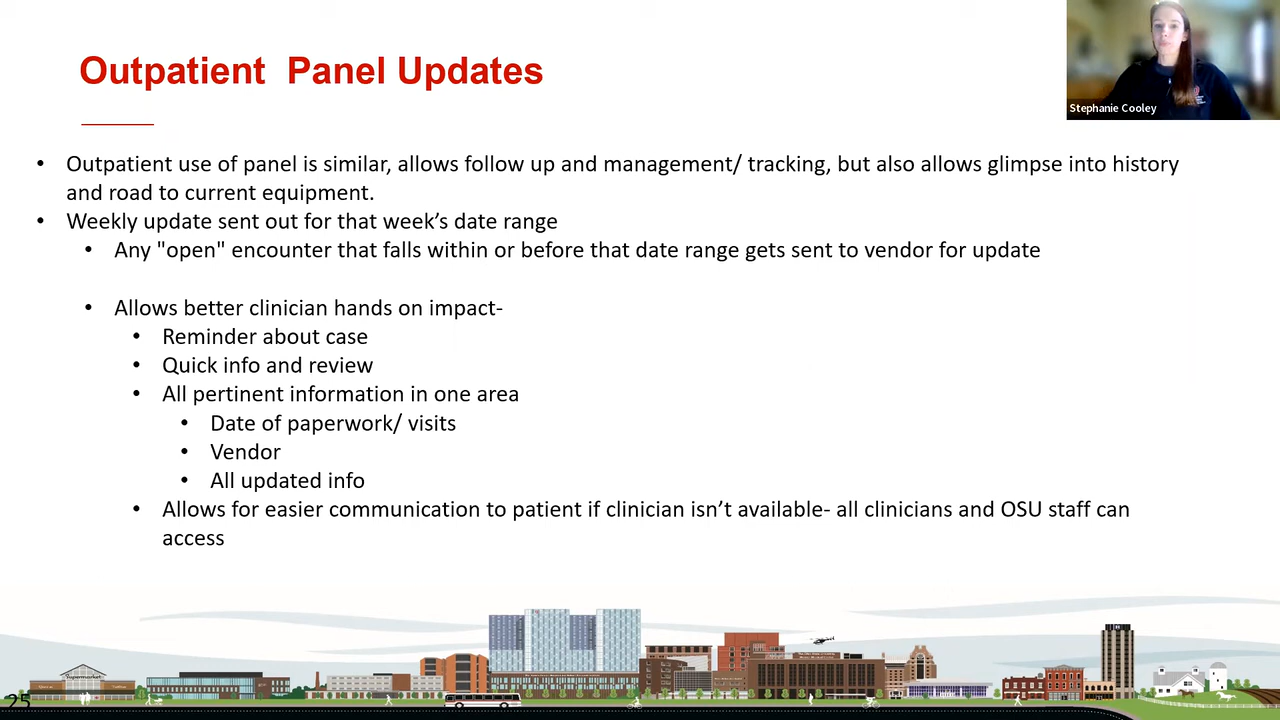 Outpatient  Panel Updates
Stephanie Cooley
• Outpatient use of panel is similar, allows follow up and management/ tracking, but also allows glimpse into history
and road to current equipment.
• Weekly update sent out for that week’s date range
• Any "open" encounter that falls within or before that date range gets sent to vendor for update
• Allows better clinician hands on impact-
• Reminder about case
• Quick info and review
• All pertinent information in one area
• Date of paperwork/ visits
• Vendor
• All updated info
• Allows for easier communication to patient if clinician isn’t available- all clinicians and OSU staff can
access
Supermarket
25